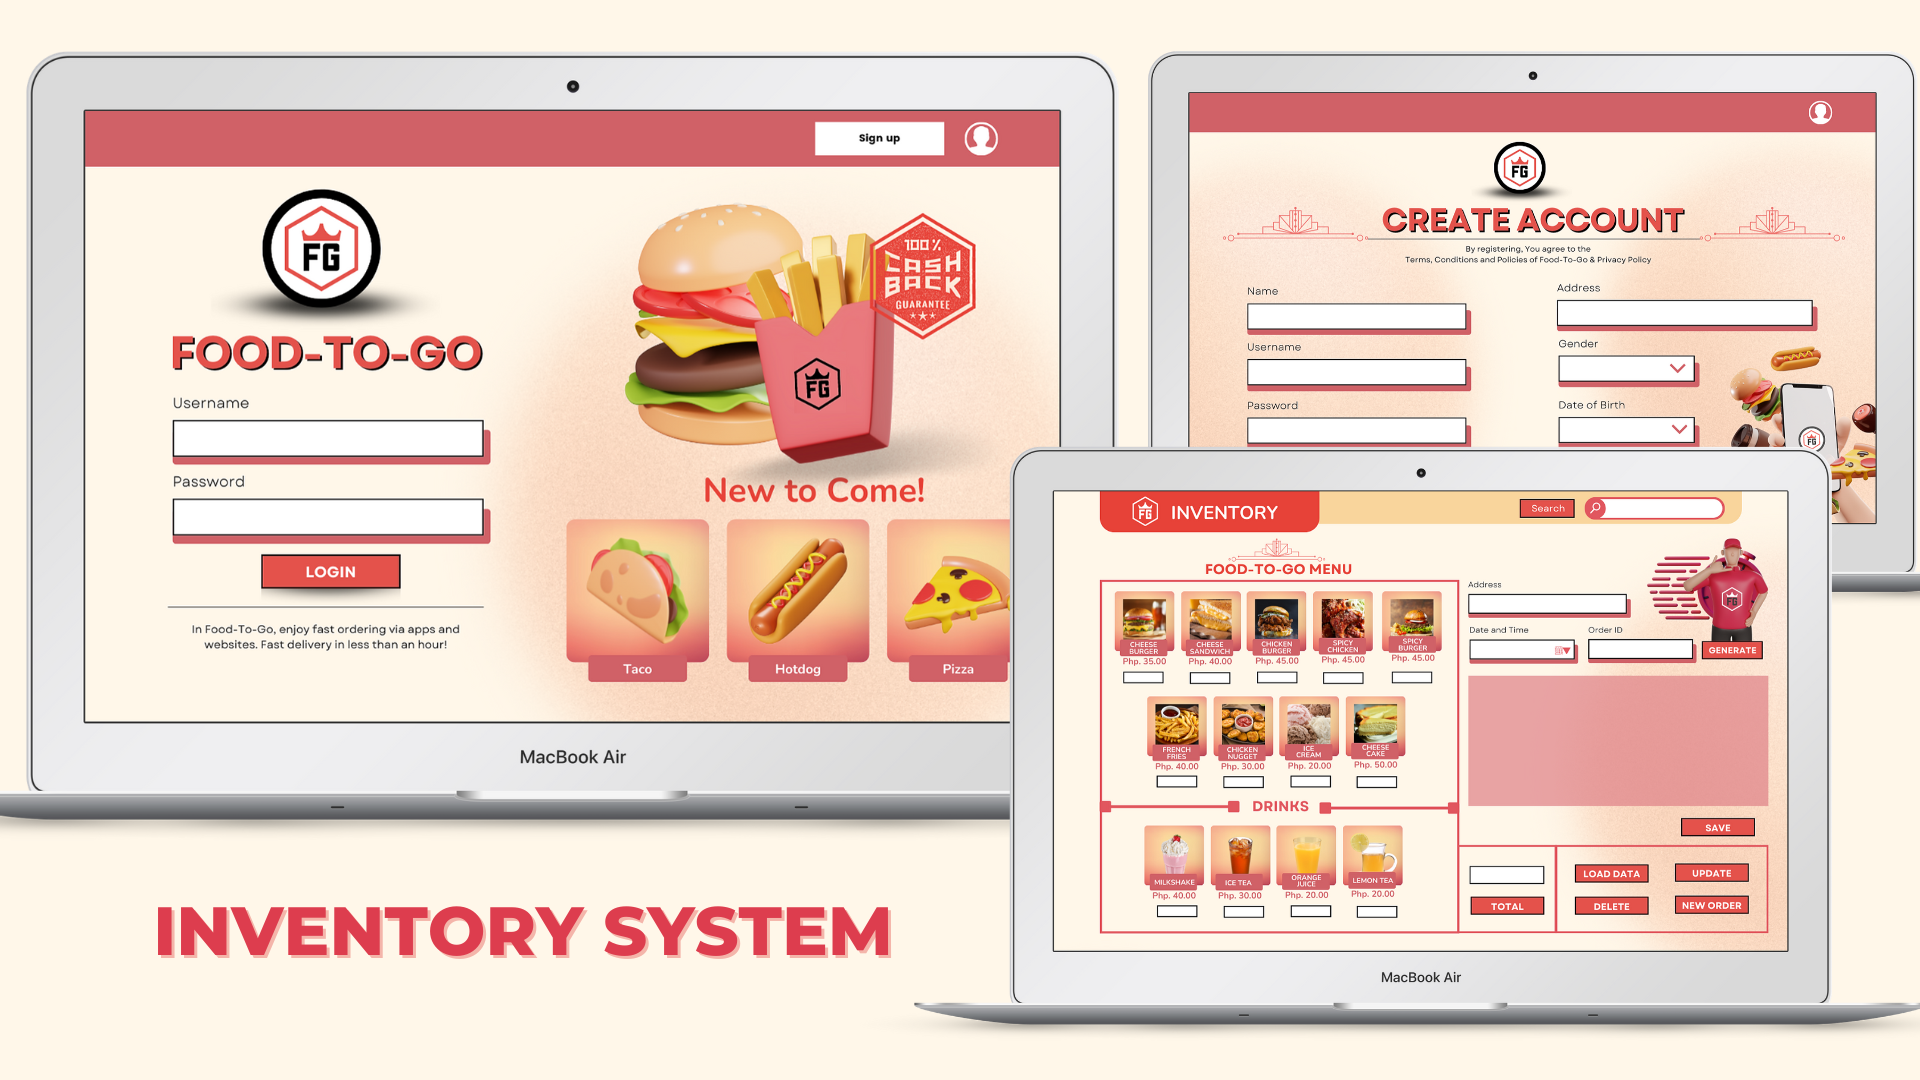 Sign up
FG
FOOD-TO-GO
Username
Password
LOGIN
In Food-To-Go, enjoy fast ordering via apps and
websites. Fast delivery in less than an hour!
100%
CASH
BACK
GUARANTEE
FG
New to Come!
Taco
Hotdog
Pizza
MacBook Air
FG
CREATE ACCOUNT
By registering, You agree to the
Terms, Conditions and Policies of Food-To-Go & Privacy Policy
Name
Username
Password
Address
Gender
Date of Birth
FG
FG INVENTORY
Search
FOOD-TO-GO MENU
CHEESE
BURGER
Php. 35.00
CHEESE
SANDWICH
Php. 40.00
CHICKEN
BURGER
Php. 45.00
SPICY
CHICKEN
Php. 45.00
SPICY
BURGER
Php. 45.00
FRENCH
FRIES
Php. 40.00
CHICKEN
NUGGET
Php. 30.00
ICE
CREAM
Php. 20.00
CHEESE
CAKE
Php. 50.00
DRINKS
MILKSHAKE
Php. 40.00
ICE TEA
Php. 30.00
ORANGE
JUICE
Php. 20.00
LEMON TEA
Php. 20.00
Address
Date and Time
Order ID
GENERATE
FG
SAVE
TOTAL
LOAD DATA
UPDATE
DELETE
NEW ORDER
MacBook Air
INVENTORY SYSTEM